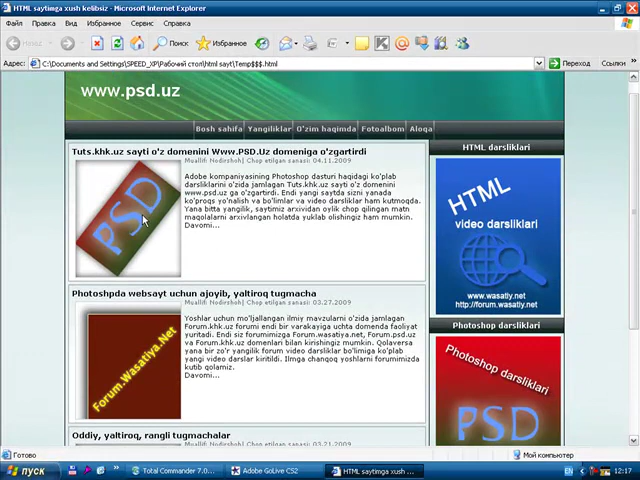 HTML saytimga xush kelibsiz - Microsoft Internet Explorer
Файл Правка Вид Избранное Сервис Справка
Назад Поиск Избранное
Адрес: C:\Documents and Settings\SPEED_XP\Рабочий стол\html sayt\Temp$$$.html Переход Ссылки
www.psd.uz
Bosh sahifa Yangiliklar O'zim haqimda Fotoalbom Aloqa
Tuts.khk.uz sayti o'z domenini Www.PSD.Uz domeniga o'zgartirdi
Muallif: Nodirshoh| Chop etilgan sanasi: 04.11.2009
Adobe kompaniyasining Photoshop dasturi haqidagi ko'plab
darsliklarini o'zida jamlagan Tuts.khk.uz sayti o'z domenini
www.psd.uz ga o'zgartirdi. Endi yangi saytda sizni yanada
ko'proqs yo'nalish va bo'limlar va video darsliklar ham kutmoqda.
Yana bitta yangilik, saytimiz arxividan oylik chop qilingan matn
maqolalarni arxivlangan holatda yuklab olishingiz ham mumkin.
Davomi...
PSD
Photoshpda websayt uchun ajoyib, yaltiroq tugmacha
Muallif: Nodirshoh| Chop etilgan sanasi: 03.27.2009
Yoshlar uchun mo'ljallangan ilmiy mavzularni o'zida jamlagan
Forum.khk.uz forumi endi bir varakayiga uchta domenda faoliyat
yuritadi. Endi siz forumimizga Forum.wasatiya.net, Forum.psd.uz
va Forum.khk.uz domenlari bilan kirishingiz mumkin. Qolaversa
yana bir zo'r yangilik forum video darsliklar bo'limiga ko'plab
yangi video darslar kiritildi. Ilmga chanqoq yoshlarni forumimizda
kutib qolamiz.
Davomi...
Forum.Wasatiya.Net
Oddiy, yaltiroq, rangli tugmachalar
Muallif: Nodirshoh| Chop etilgan sanasi: 03.21.2009
HTML darsliklari
HTML
video darsliklari
www.wasatiy.net
http://forum.wasatiy.net
Photoshop darsliklari
Photoshop darsliklari
PSD
Готово Мой компьютер
пуск Total Commander 7.0... Adobe GoLive CS2 HTML saytimga xush ... EN 12:17